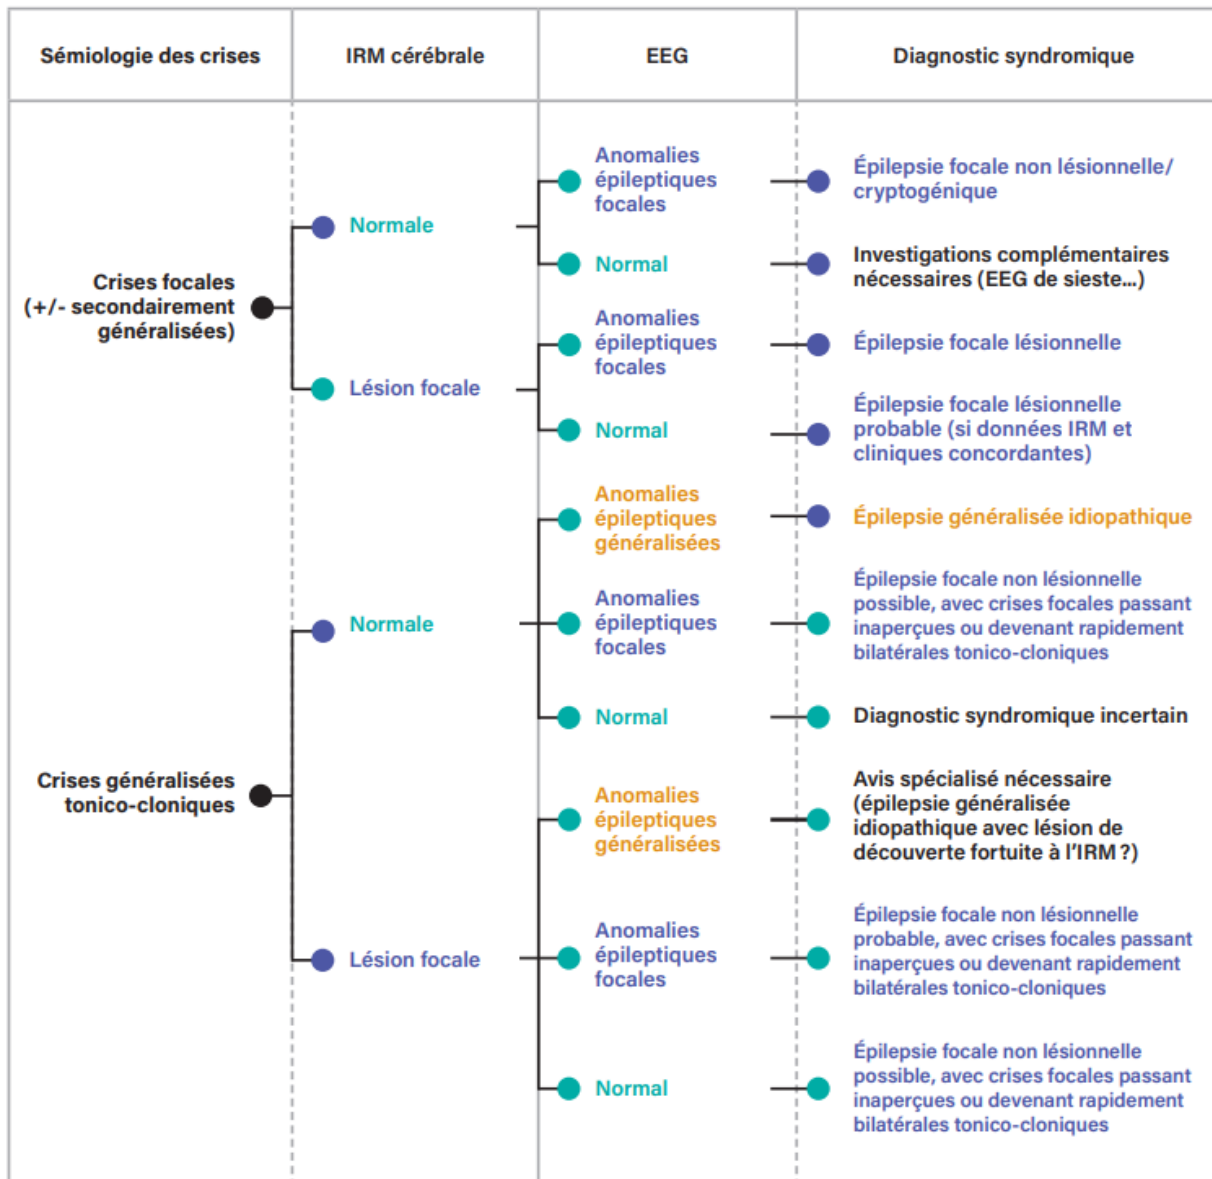 Sémiologie des crises
IRM cérébrale
EEG
Diagnostic syndromique
Crises focales
(+/- secondairement
généralisées)
Normale
Anomalies
épileptiques
focales
Épilepsie focale non lésionnelle/
cryptogénique
Normal
Investigations complémentaires
nécessaires (EEG de sieste...)
Lésion focale
Anomalies
épileptiques
focales
Épilepsie focale lésionnelle
Normal
Épilepsie focale lésionnelle
probable (si données IRM et
cliniques concordantes)
Crises généralisées
tonico-cloniques
Normale
Anomalies
épileptiques
généralisées
Épilepsie généralisée idiopathique
Anomalies
épileptiques
focales
Épilepsie focale non lésionnelle
possible, avec crises focales passant
inaperçues ou devenant rapidement
bilatérales tonico-cloniques
Normal
Diagnostic syndromique incertain
Lésion focale
Anomalies
épileptiques
généralisées
Avis spécialisé nécessaire
(épilepsie généralisée
idiopathique avec lésion de
découverte fortuite à l'IRM ?)
Anomalies
épileptiques
focales
Épilepsie focale non lésionnelle
probable, avec crises focales passant
inaperçues ou devenant rapidement
bilatérales tonico-cloniques
Normal
Épilepsie focale non lésionnelle
possible, avec crises focales passant
inaperçues ou devenant rapidement
bilatérales tonico-cloniques